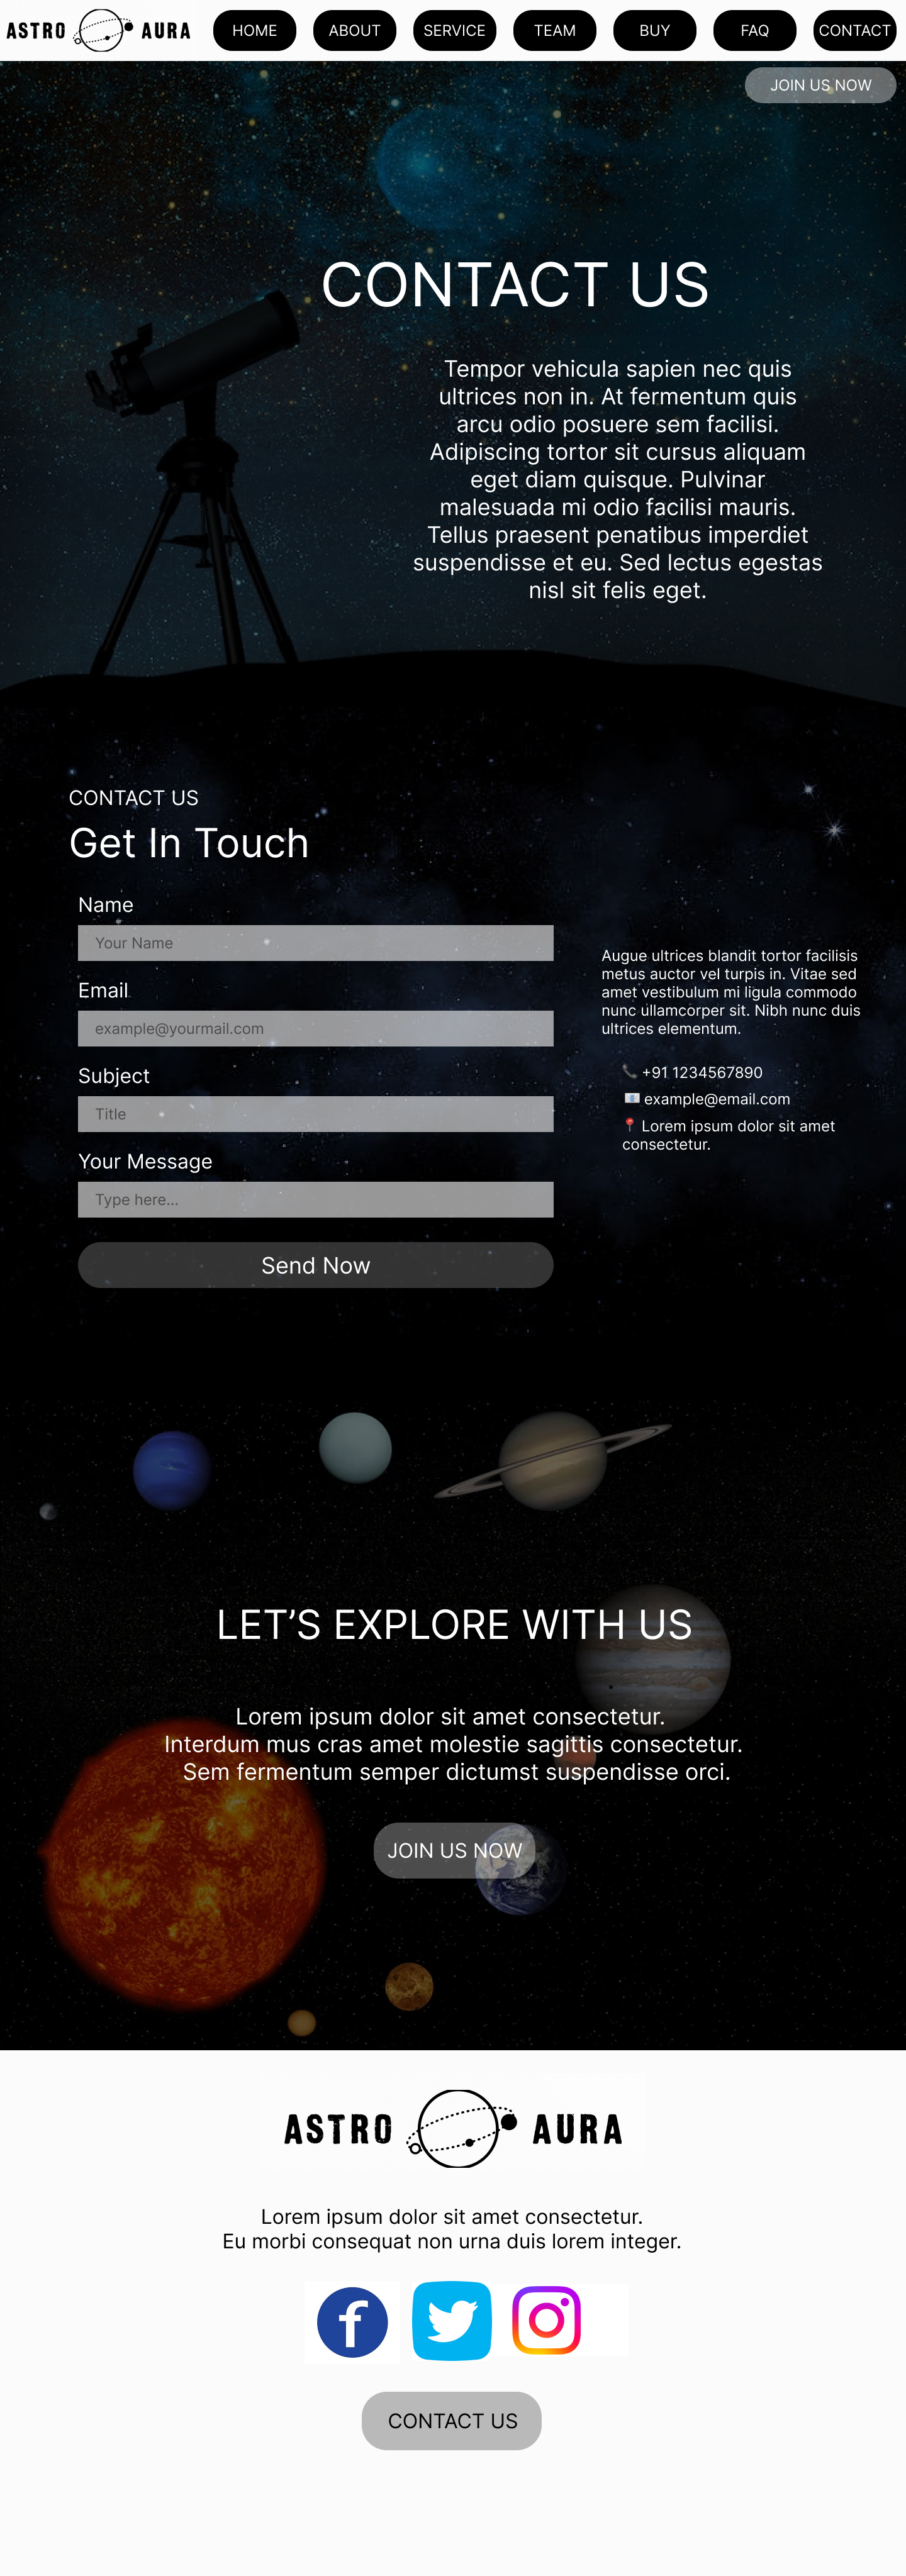 ASTRO AURA
HOME
ABOUT
SERVICE
TEAM
BUY
FAQ
CONTACT
JOIN US NOW
CONTACT US
Tempor vehicula sapien nec quis
ultrices non in. At fermentum quis
arcu odio posuere sem facilisi.
Adipiscing tortor sit cursus aliquam
eget diam quisque. Pulvinar
malesuada mi odio facilisi mauris.
Tellus praesent penatibus imperdiet
suspendisse et eu. Sed lectus egestas
nisl sit felis eget.
CONTACT US
Get In Touch
Name
Your Name
Email
example@yourmail.com
Subject
Title
Your Message
Type here...
Send Now
Augue ultrices blandit tortor facilisis
metus auctor vel turpis in. Vitae sed
amet vestibulum mi ligula commodo
nunc ullamcorper sit. Nibh nunc duis
ultrices elementum.
+91 1234567890
example@email.com
Lorem ipsum dolor sit amet
consectetur.
LET’S EXPLORE WITH US
Lorem ipsum dolor sit amet consectetur.
Interdum mus cras amet molestie sagittis consectetur.
Sem fermentum semper dictumst suspendisse orci.
JOIN US NOW
ASTRO AURA
Lorem ipsum dolor sit amet consectetur.
Eu morbi consequat non urna duis lorem integer.
CONTACT US